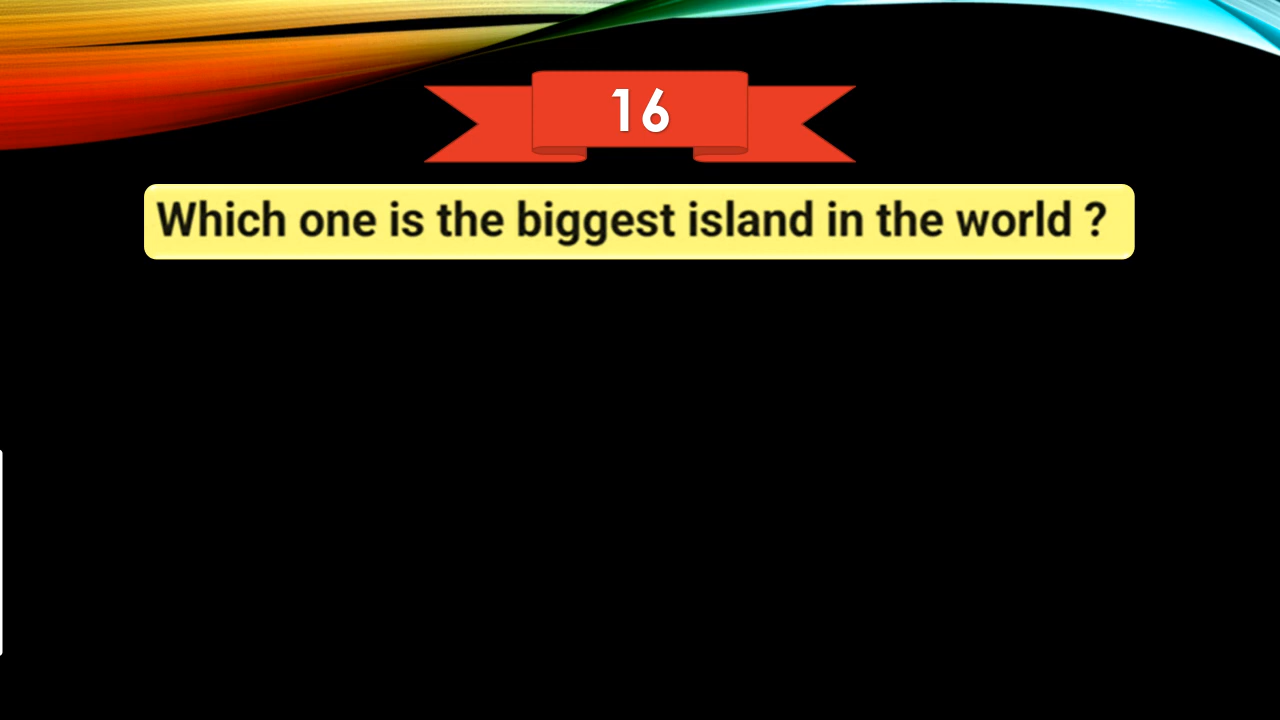 16
Which one is the biggest island in the world ?